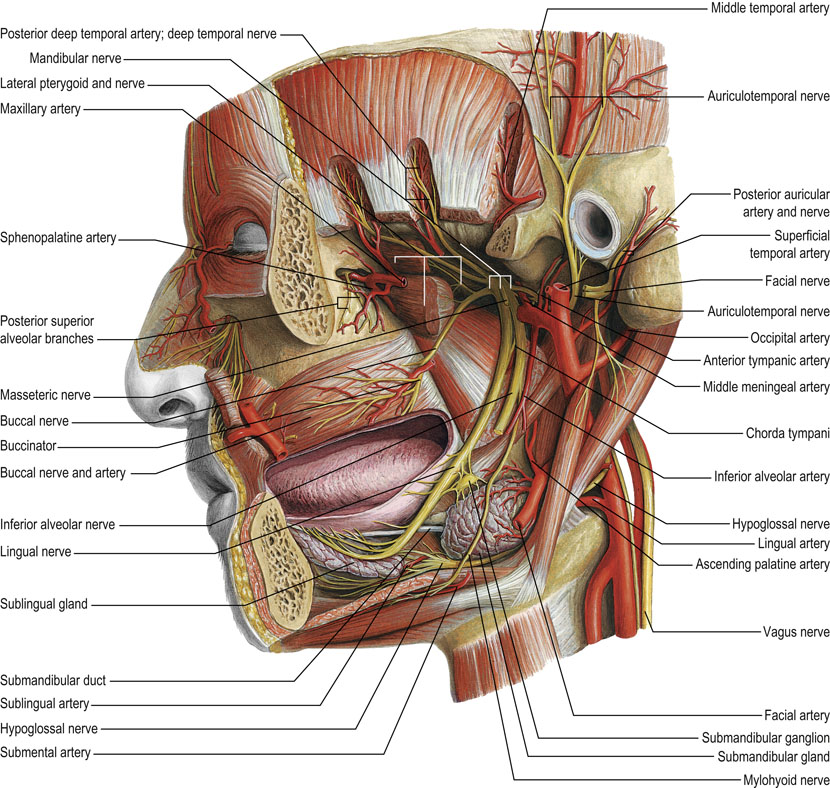 Middle temporal artery
Posterior deep temporal artery; deep temporal nerve
Mandibular nerve
Lateral pterygoid and nerve
Maxillary artery
Sphenopalatine artery
Posterior superior
alveolar branches
Masseteric nerve
Buccal nerve
Buccinator
Buccal nerve and artery
Inferior alveolar nerve
Lingual nerve
Sublingual gland
Submandibular duct
Sublingual artery
Hypoglossal nerve
Submental artery
Auriculotemporal nerve
Posterior auricular
artery and nerve
Superficial
temporal artery
Facial nerve
Auriculotemporal nerve
Occipital artery
Anterior tympanic artery
Middle meningeal artery
Chorda tympani
Inferior alveolar artery
Hypoglossal nerve
Lingual artery
Ascending palatine artery
Vagus nerve
Facial artery
Submandibular ganglion
Submandibular gland
Mylohyoid nerve